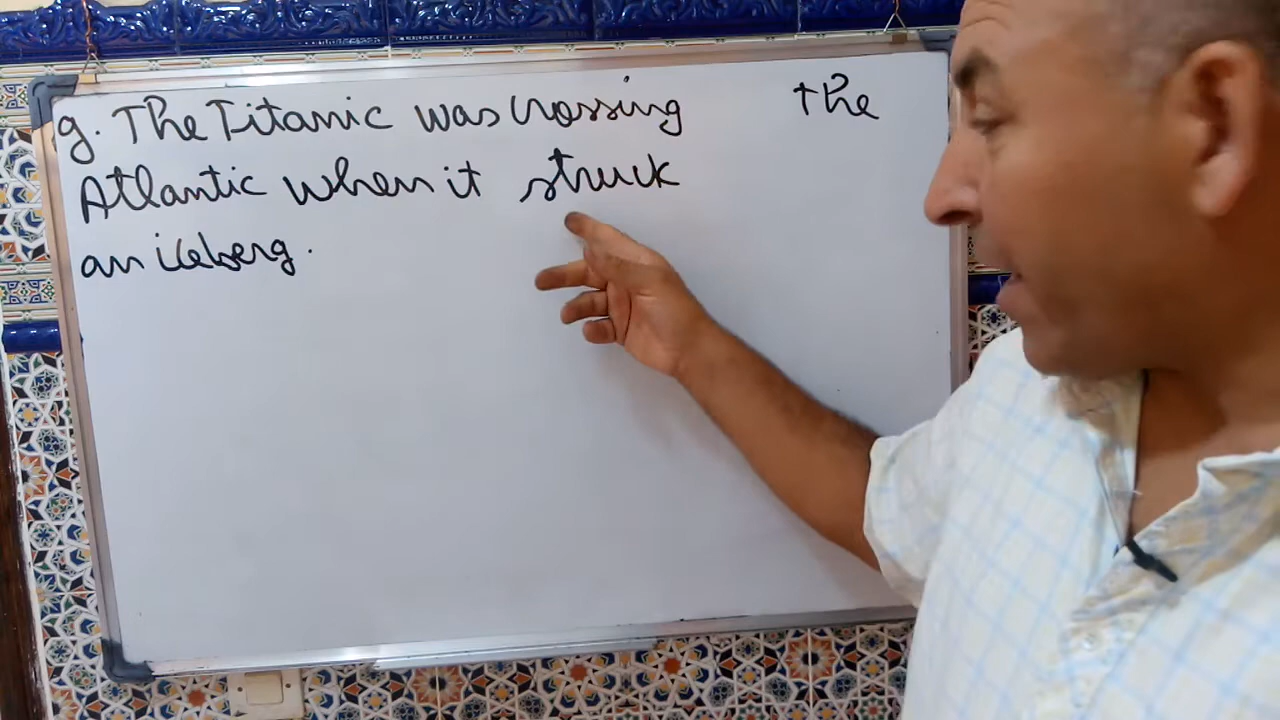 g. The Titanic was crossing the
Atlantic when it struck
an iceberg.